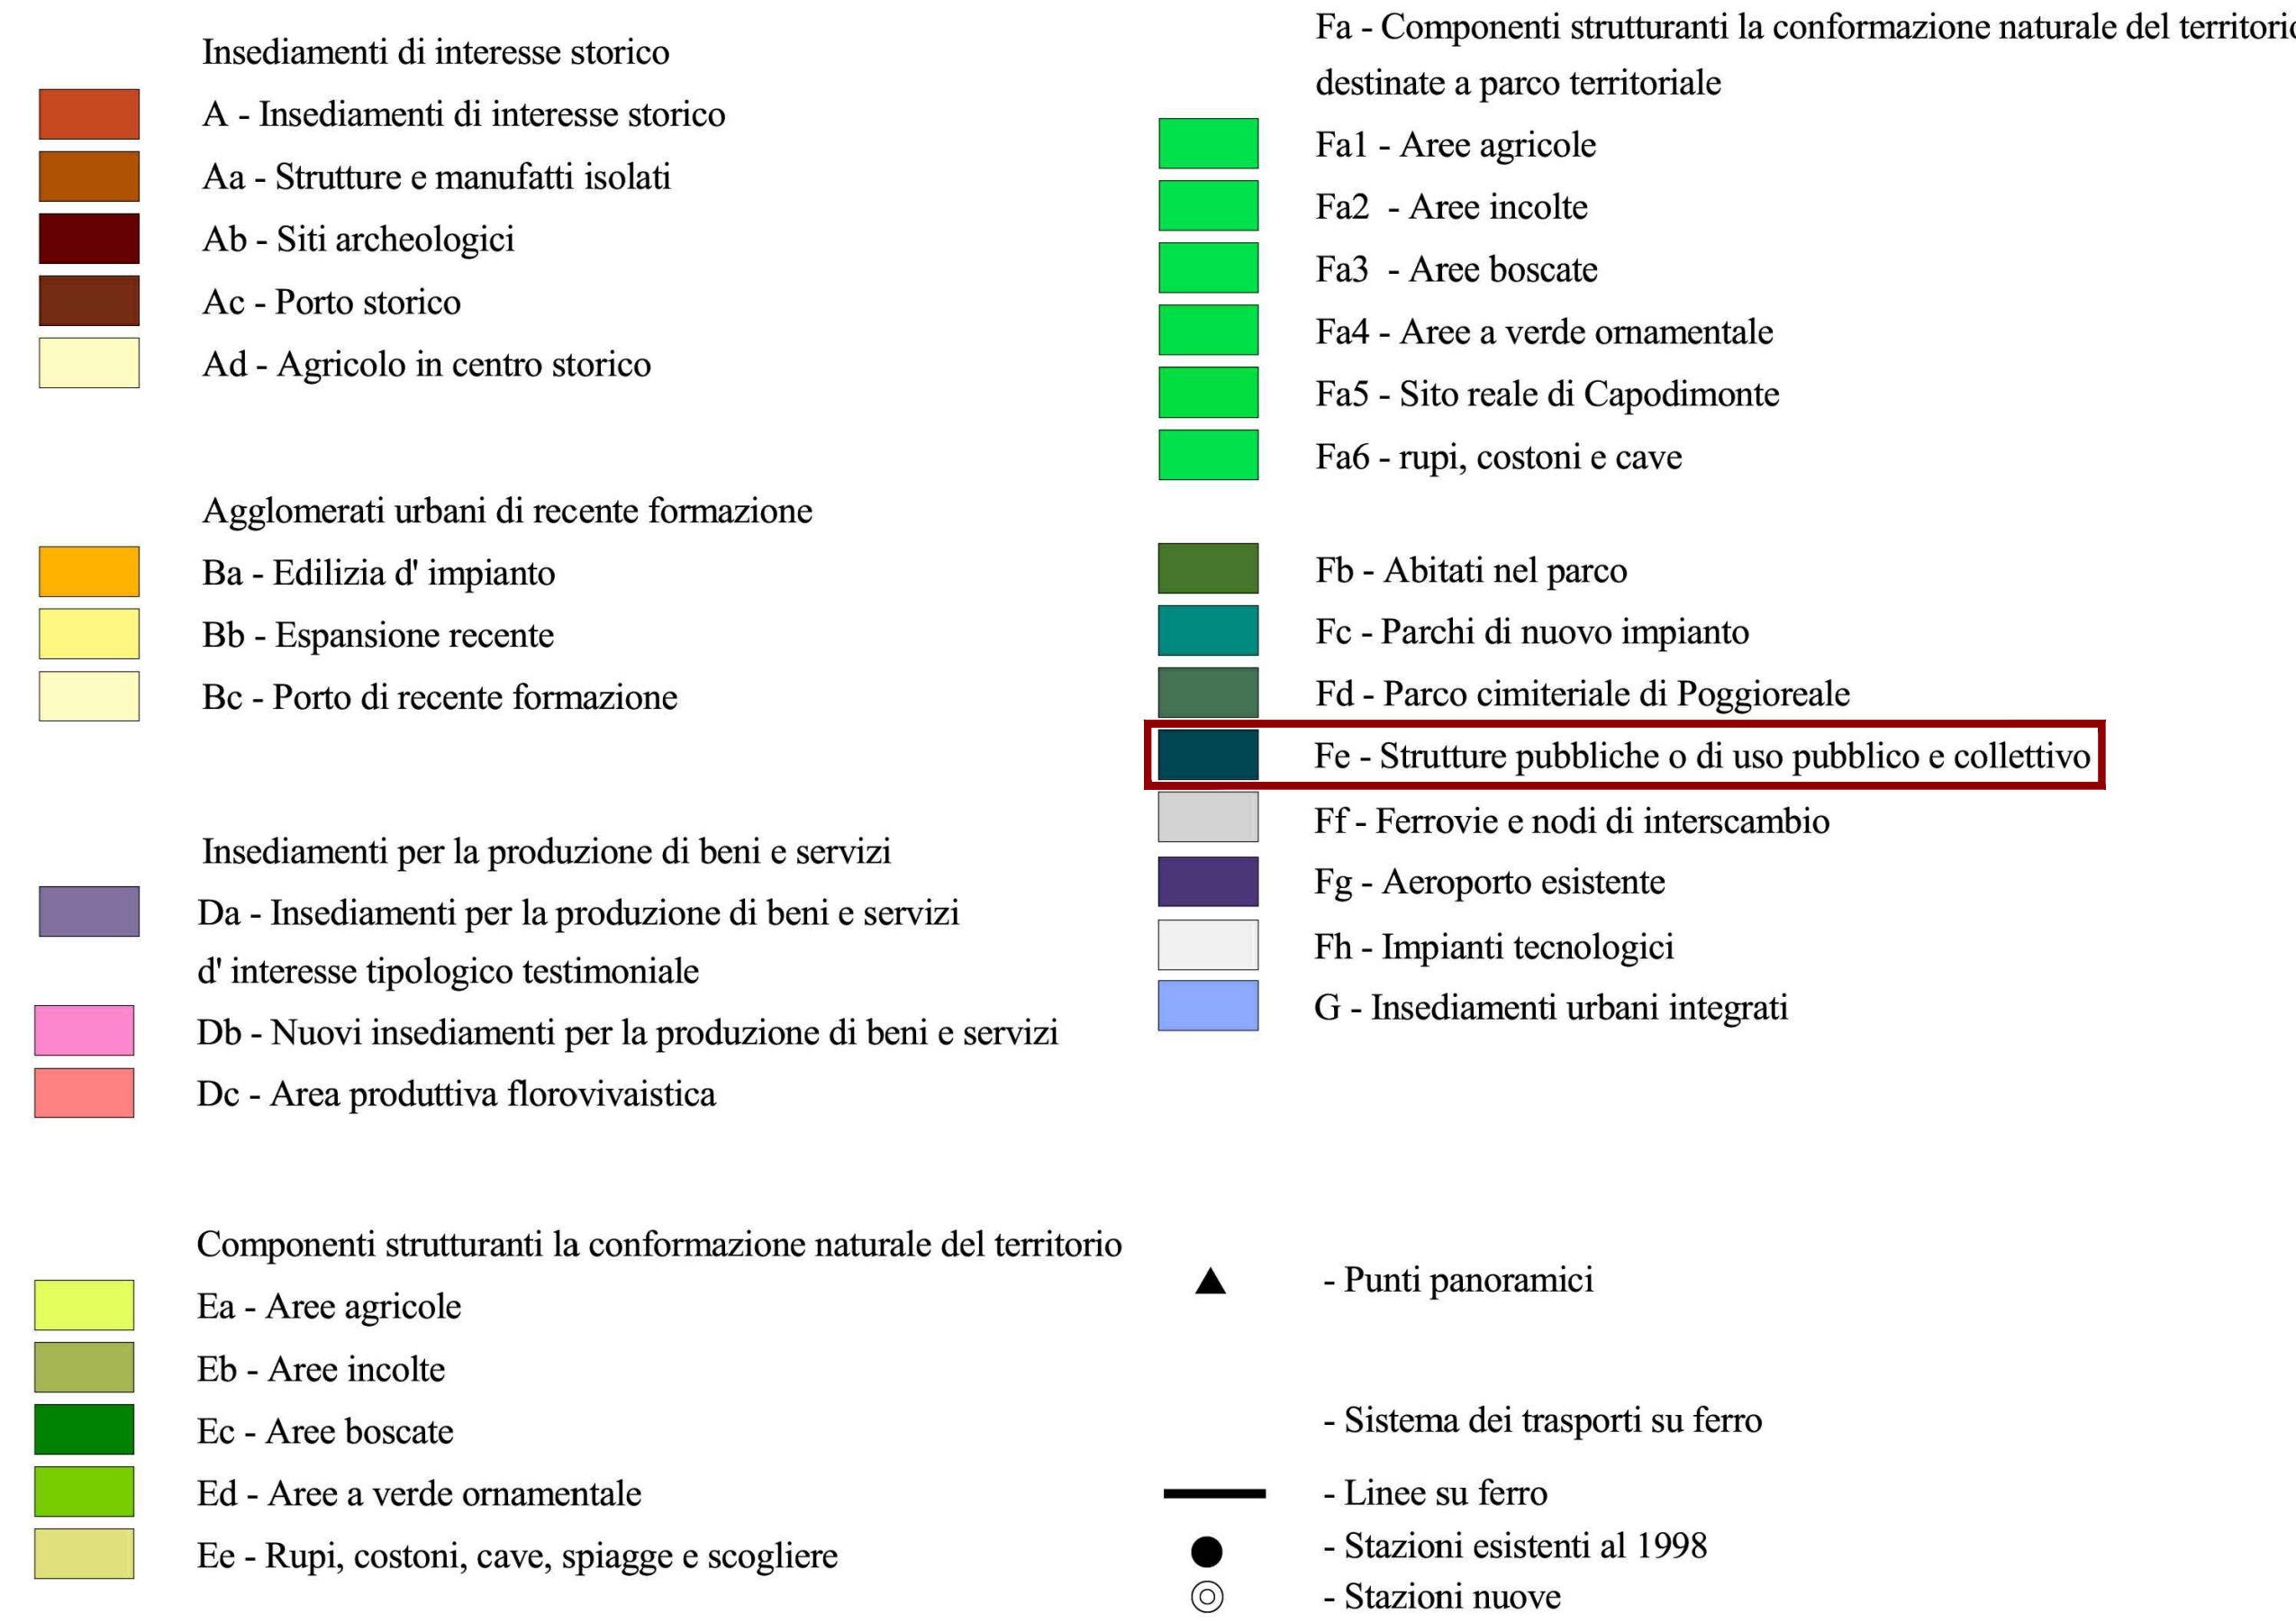 Insediamenti di interesse storico
A - Insediamenti di interesse storico
Aa - Strutture e manufatti isolati
Ab - Siti archeologici
Ac - Porto storico
Ad - Agricolo in centro storico
Agglomerati urbani di recente formazione
Ba - Edilizia d' impianto
Bb - Espansione recente
Bc - Porto di recente formazione
Insediamenti per la produzione di beni e servizi
Da - Insediamenti per la produzione di beni e servizi
d' interesse tipologico testimoniale
Db - Nuovi insediamenti per la produzione di beni e servizi
Dc - Area produttiva florovivaistica
Componenti strutturanti la conformazione naturale del territorio
Ea - Aree agricole
Eb - Aree incolte
Ec - Aree boscate
Ed - Aree a verde ornamentale
Ee - Rupi, costoni, cave, spiagge e scogliere
Fa - Componenti strutturanti la conformazione naturale del territorio
destinate a parco territoriale
Fa1 - Aree agricole
Fa2 - Aree incolte
Fa3 - Aree boscate
Fa4 - Aree a verde ornamentale
Fa5 - Sito reale di Capodimonte
Fa6 - rupi, costoni e cave
Fb - Abitati nel parco
Fc - Parchi di nuovo impianto
Fd - Parco cimiteriale di Poggioreale
Fe - Strutture pubbliche o di uso pubblico e collettivo
Ff - Ferrovie e nodi di interscambio
Fg - Aeroporto esistente
Fh - Impianti tecnologici
G - Insediamenti urbani integrati
- Punti panoramici
- Sistema dei trasporti su ferro
- Linee su ferro
- Stazioni esistenti al 1998
- Stazioni nuove